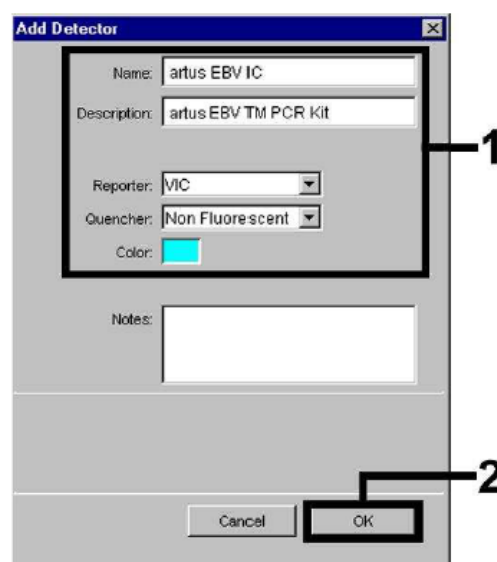 Add Detector
Name: artus EBV IC
Description: artus EBV TM PCR Kit
1
Reporter: VIC
Quencher: Non Fluorescent
Color:
Notes:
2
Cancel OK